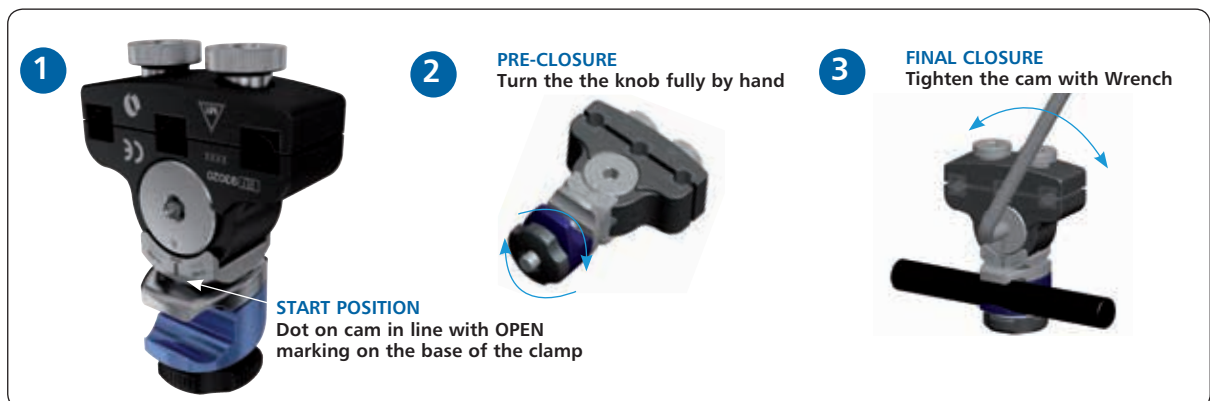 1
START POSITION
Dot on cam in line with OPEN
marking on the base of the clamp
2
PRE-CLOSURE
Turn the the knob fully by hand
3
FINAL CLOSURE
Tighten the cam with Wrench